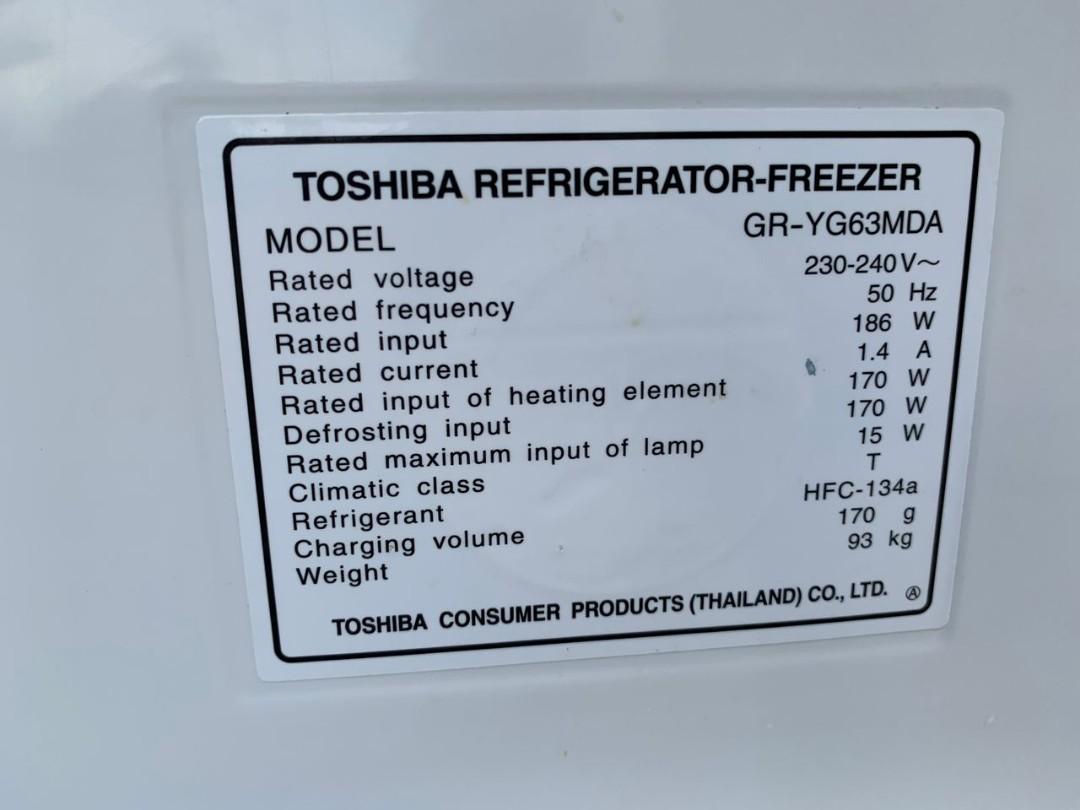 TOSHIBA REFRIGERATOR-FREEZER
MODEL GR-YG63MDA
Rated voltage 230-240V~
Rated frequency 50 Hz
Rated input 186 W
Rated current 1.4 A
Rated input of heating element 170 W
Defrosting input 170 W
Rated maximum input of lamp 15 W
Climatic class T
Refrigerant HFC-134a
Charging volume 170 g
Weight 93 kg
TOSHIBA CONSUMER PRODUCTS (THAILAND) CO., LTD. Ⓐ